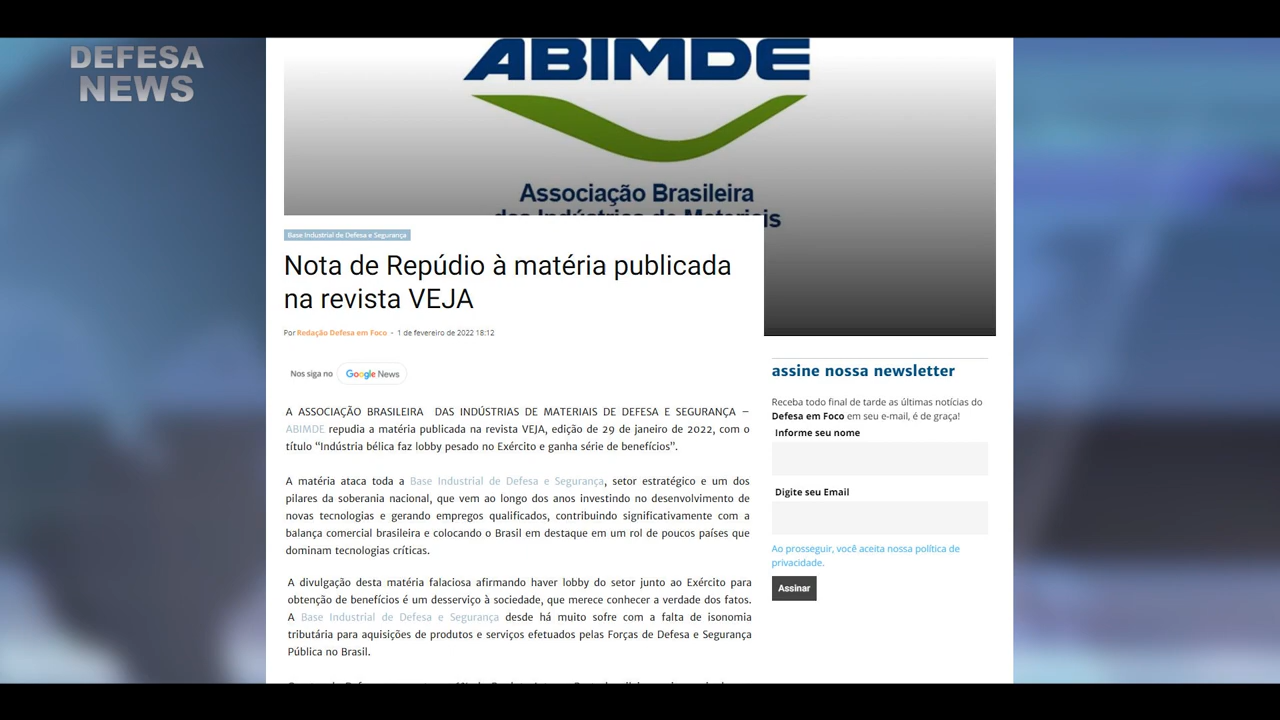 DEFESA
NEWS
ABIMDE
Associação Brasileira
das Indústrias de Materiais
Base Industrial de Defesa e Segurança
Nota de Repúdio à matéria publicada
na revista VEJA
Por Redação Defesa em Foco - 1 de fevereiro de 2022 18:12
Nos siga no Google News
A ASSOCIAÇÃO BRASILEIRA DAS INDÚSTRIAS DE MATERIAIS DE DEFESA E SEGURANÇA –
ABIMDE repudia a matéria publicada na revista VEJA, edição de 29 de janeiro de 2022, com o
título “Indústria bélica faz lobby pesado no Exército e ganha série de benefícios”.
A matéria ataca toda a Base Industrial de Defesa e Segurança, setor estratégico e um dos
pilares da soberania nacional, que vem ao longo dos anos investindo no desenvolvimento de
novas tecnologias e gerando empregos qualificados, contribuindo significativamente com a
balança comercial brasileira e colocando o Brasil em destaque em um rol de poucos países que
dominam tecnologias críticas.
A divulgação desta matéria falaciosa afirmando haver lobby do setor junto ao Exército para
obtenção de benefícios é um desserviço à sociedade, que merece conhecer a verdade dos fatos.
A Base Industrial de Defesa e Segurança desde há muito sofre com a falta de isonomia
tributária para aquisições de produtos e serviços efetuados pelas Forças de Defesa e Segurança
Pública no Brasil.
assine nossa newsletter
Receba todo final de tarde as últimas notícias do
Defesa em Foco em seu e-mail, é de graça!
Informe seu nome
Digite seu Email
Ao prosseguir, você aceita nossa política de
privacidade.
Assinar